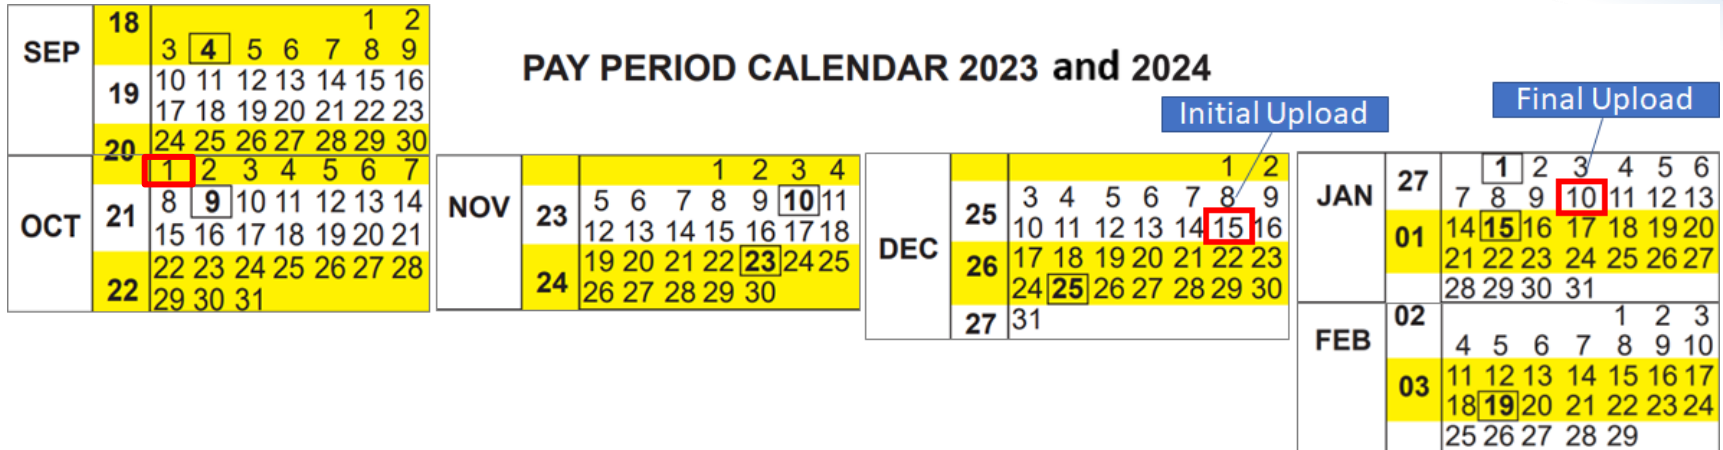 PAY PERIOD CALENDAR 2023 and 2024
SEP
18
1 2
3 4 5 6 7 8 9
19
10 11 12 13 14 15 16
17 18 19 20 21 22 23
20
24 25 26 27 28 29 30
OCT
1 2 3 4 5 6 7
21
8 9 10 11 12 13 14
15 16 17 18 19 20 21
22
22 23 24 25 26 27 28
29 30 31
NOV
1 2 3 4
23
5 6 7 8 9 10 11
12 13 14 15 16 17 18
24
19 20 21 22 23 24 25
26 27 28 29 30
Initial Upload
DEC
1 2
25
3 4 5 6 7 8 9
10 11 12 13 14 15 16
26
17 18 19 20 21 22 23
24 25 26 27 28 29 30
27
31
Final Upload
JAN
27
1 2 3 4 5 6
7 8 9 10 11 12 13
01
14 15 16 17 18 19 20
21 22 23 24 25 26 27
28 29 30 31
FEB
02
1 2 3
4 5 6 7 8 9 10
03
11 12 13 14 15 16 17
18 19 20 21 22 23 24
25 26 27 28 29